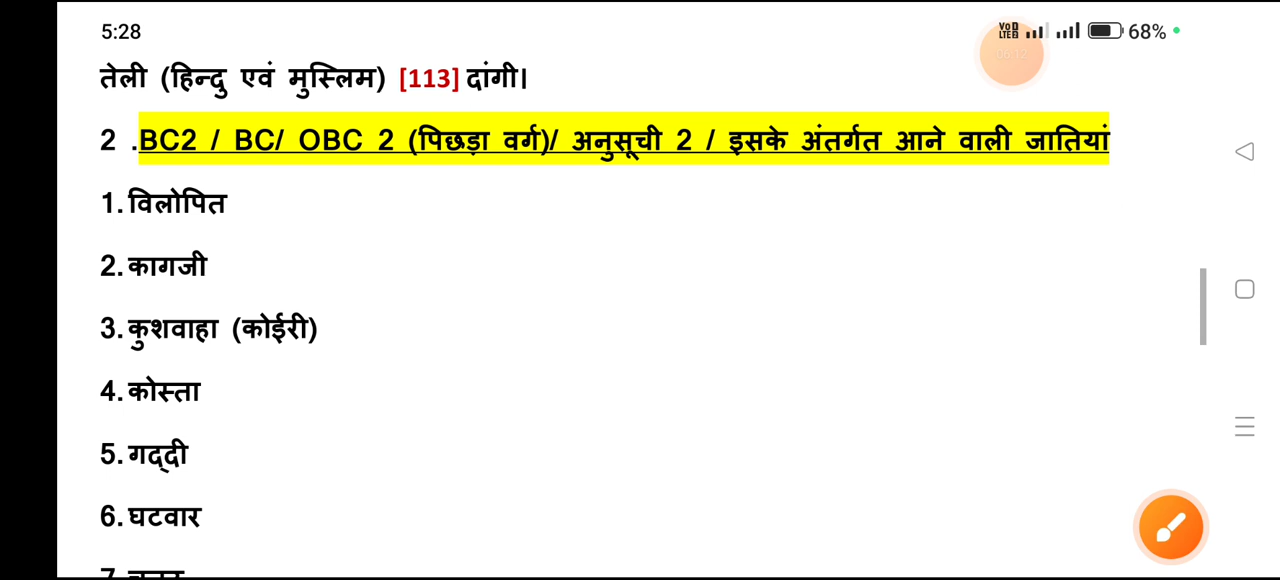 5:28
68%
तेली (हिन्दु एवं मुस्लिम) [113] दांगी।
2 .BC2 / BC/ OBC 2 (पिछड़ा वर्ग)/ अनुसूची 2 / इसके अंतर्गत आने वाली जातियां
1. विलोपित
2. कागजी
3. कुशवाहा (कोईरी)
4. कोस्ता
5. गद्दी
6. घटवार